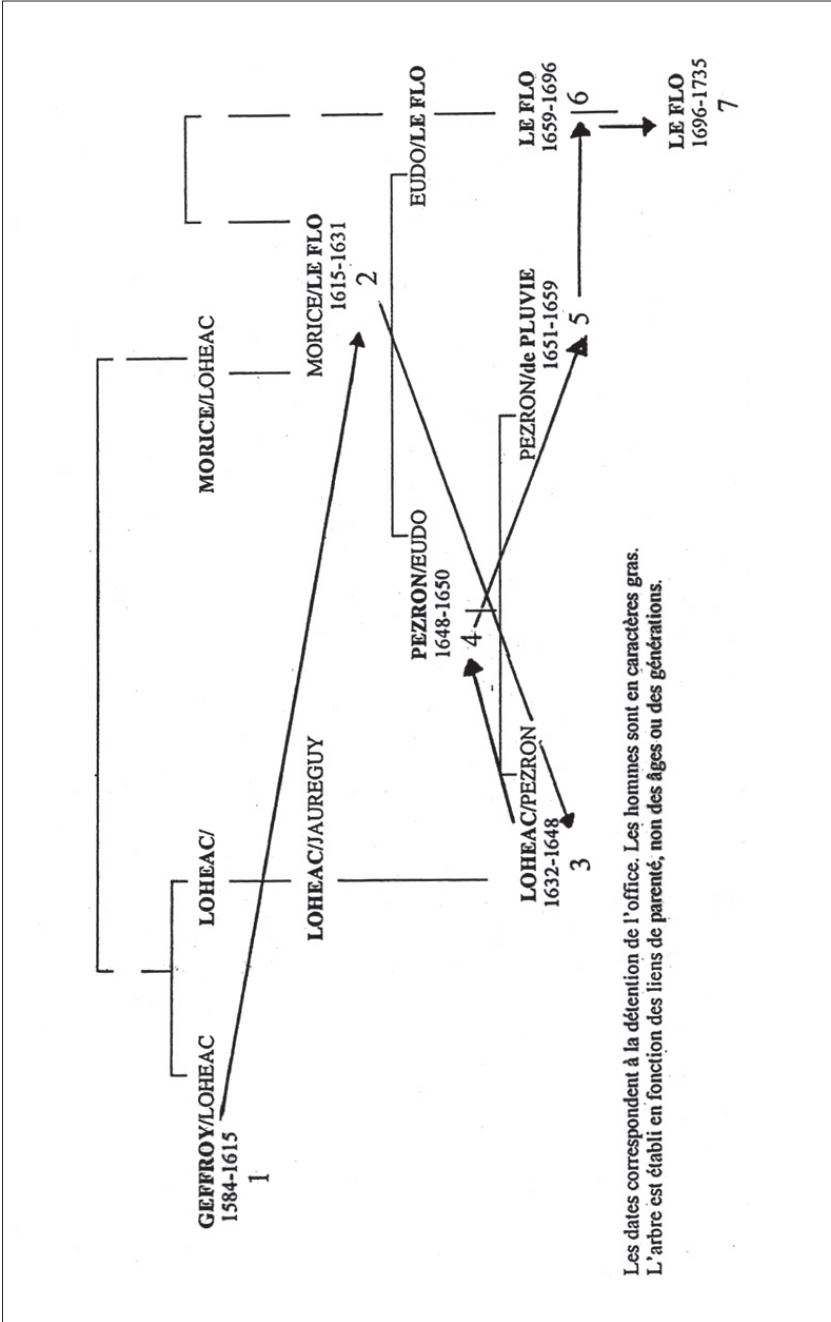 GEFFROY/LOHEAC
1584-1615
1
LOHEAC/
MORICE/LOHEAC
LOHEAC/JAUREGUY
MORICE/LE FLO
1615-1631
2
PEZRON/EUDO
1648-1650
4
EUDO/LE FLO
LOHEAC/PEZRON
1632-1648
3
PEZRON/de PLUVIE
1651-1659
5
LE FLO
1659-1696
6
LE FLO
1696-1735
7
Les dates correspondent à la détention de l'office. Les hommes sont en caractères gras.
L'arbre est établi en fonction des liens de parenté, non des âges ou des générations.